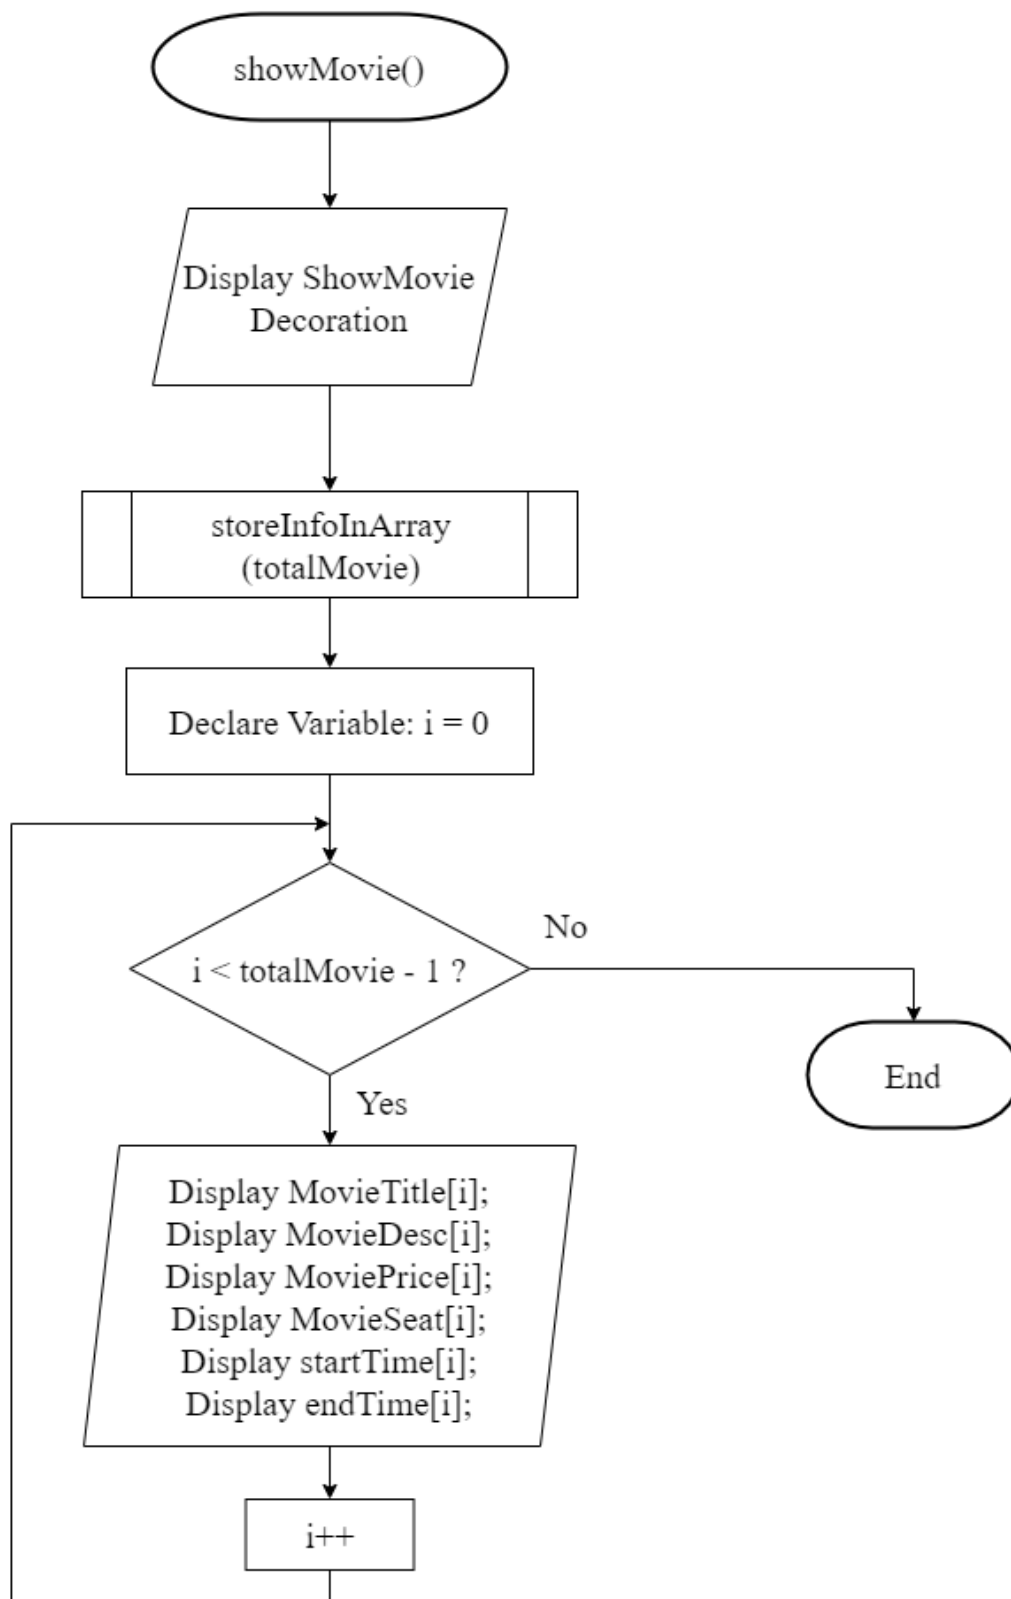 showMovie()
Display ShowMovie
Decoration
storeInfoInArray
(totalMovie)
Declare Variable: i = 0
i < totalMovie - 1 ?
No
End
Yes
Display MovieTitle[i];
Display MovieDesc[i];
Display MoviePrice[i];
Display MovieSeat[i];
Display startTime[i];
Display endTime[i];
i++